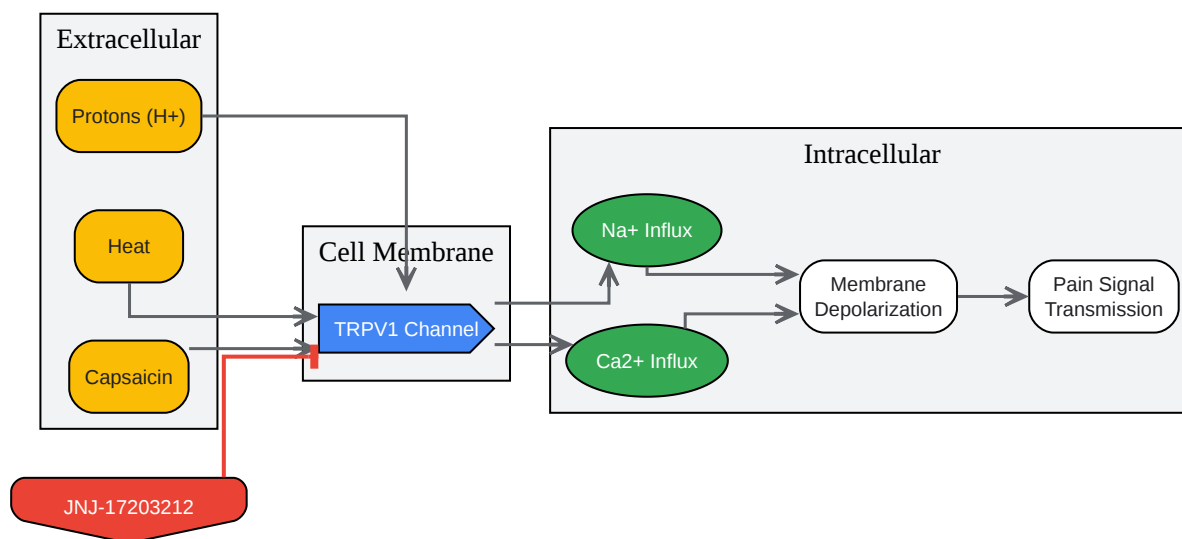 Extracellular
Protons (H+)
Heat
Capsaicin
JNJ-17203212
Cell Membrane
TRPV1 Channel
Intracellular
Na+ Influx
Ca2+ Influx
Membrane
Depolarization
Pain Signal
Transmission